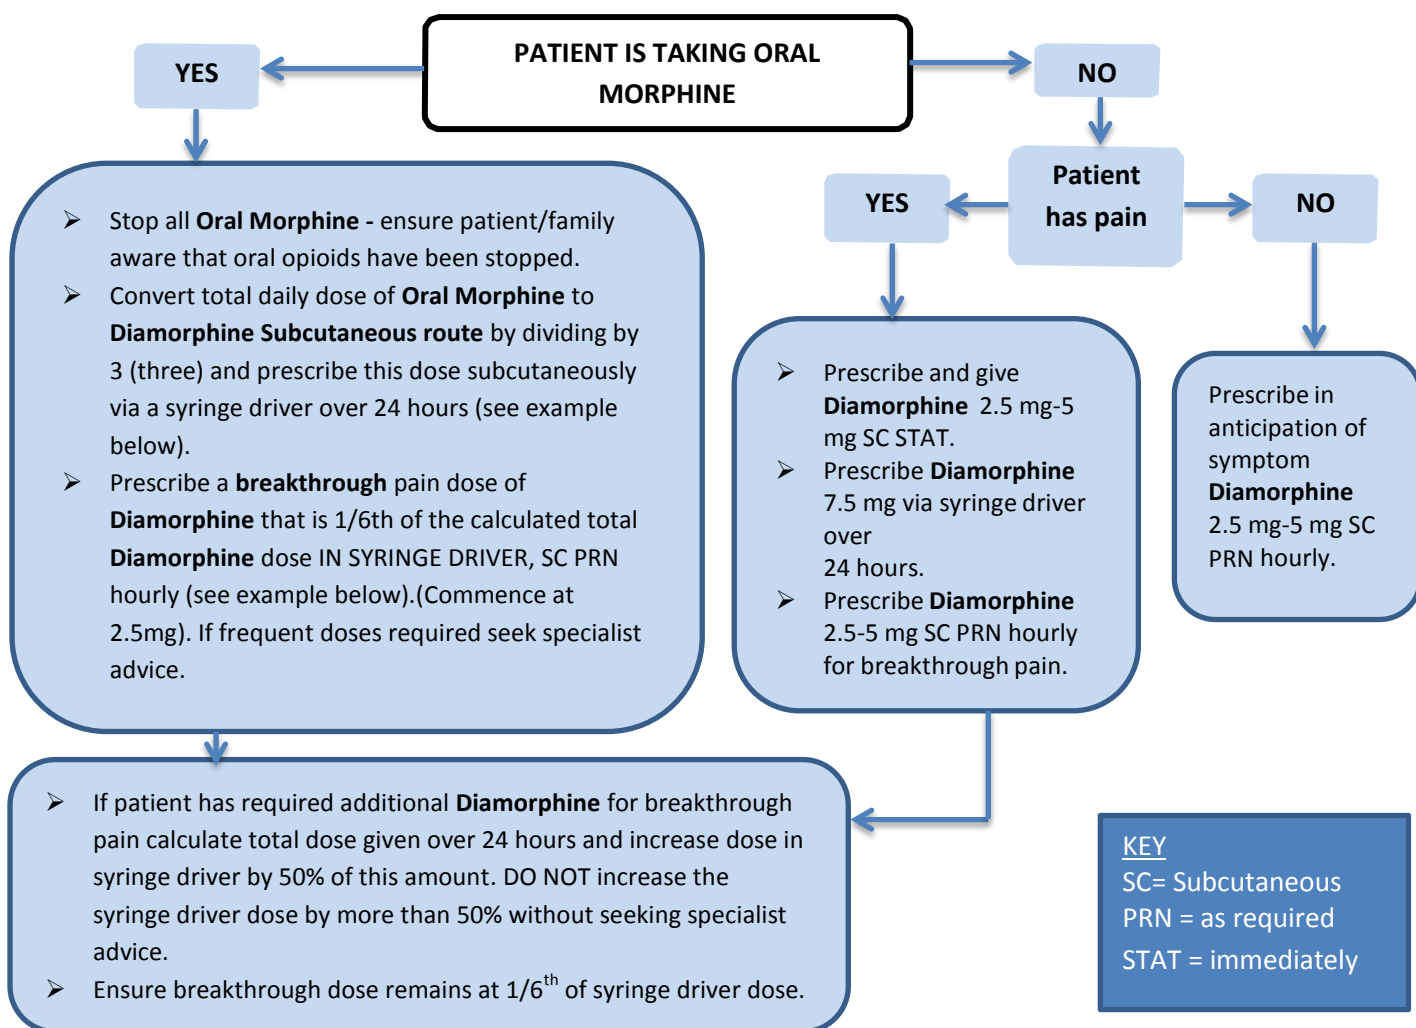 PATIENT IS TAKING ORAL
MORPHINE
YES
NO
➢ Stop all Oral Morphine - ensure patient/family
aware that oral opioids have been stopped.
➢ Convert total daily dose of Oral Morphine to
Diamorphine Subcutaneous route by dividing by
3 (three) and prescribe this dose subcutaneously
via a syringe driver over 24 hours (see example
below).
➢ Prescribe a breakthrough pain dose of
Diamorphine that is 1/6th of the calculated total
Diamorphine dose IN SYRINGE DRIVER, SC PRN
hourly (see example below).(Commence at
2.5mg). If frequent doses required seek specialist
advice.
Patient
has pain
YES
NO
➢ Prescribe and give
Diamorphine 2.5 mg-5
mg SC STAT.
➢ Prescribe Diamorphine
7.5 mg via syringe driver
over
24 hours.
➢ Prescribe Diamorphine
2.5-5 mg SC PRN hourly
for breakthrough pain.
Prescribe in
anticipation of
symptom
Diamorphine
2.5 mg-5 mg SC
PRN hourly.
➢ If patient has required additional Diamorphine for breakthrough
pain calculate total dose given over 24 hours and increase dose in
syringe driver by 50% of this amount. DO NOT increase the
syringe driver dose by more than 50% without seeking specialist
advice.
➢ Ensure breakthrough dose remains at 1/6th of syringe driver dose.
KEY
SC= Subcutaneous
PRN = as required
STAT = immediately